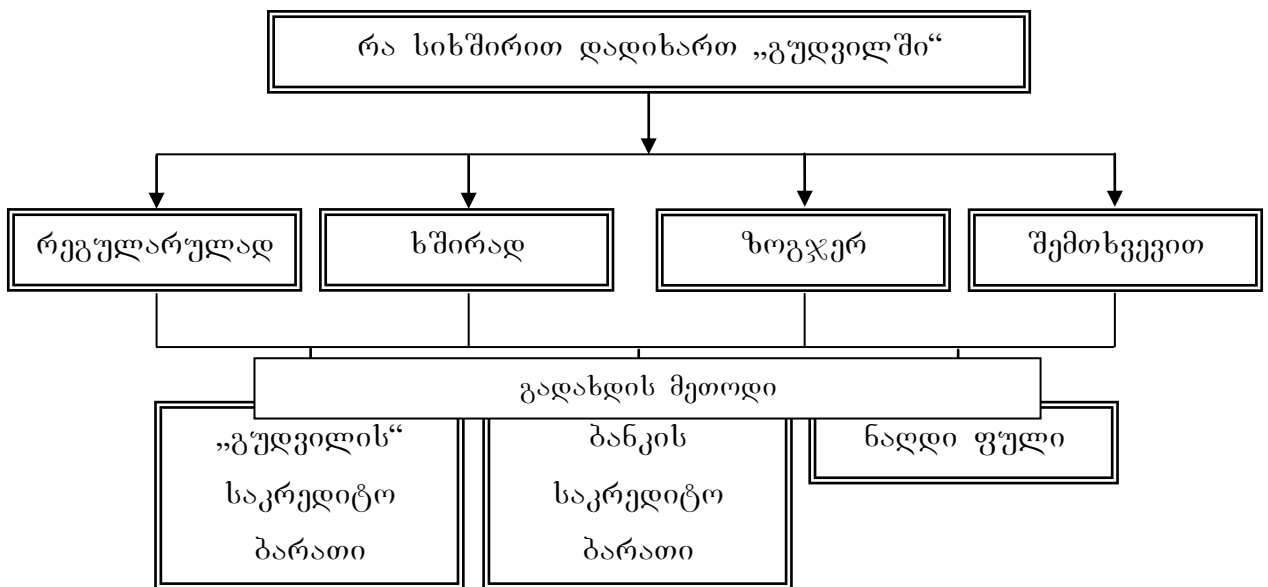 რა სიხშირით დადიხართ „გუდვილში“
რეგულარულად
ხშირად
ზოგჯერ
შემთხვევით
გადახდის მეთოდი
„გუდვილის“
საკრედიტო
ბარათი
ბანკის
საკრედიტო
ბარათი
ნაღდი ფული